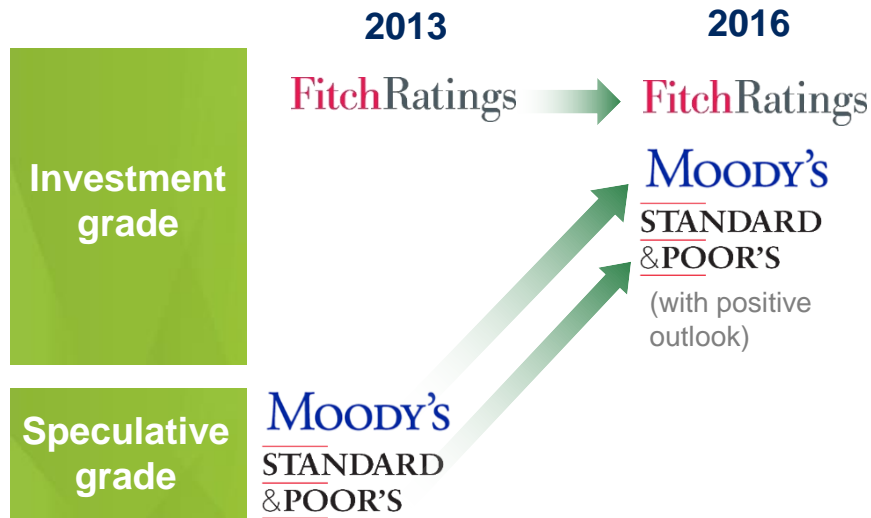 2013
2016
Investment
grade
FitchRatings
FitchRatings
MOODY'S
STANDARD
&POOR'S
(with positive
outlook)
Speculative
grade
MOODY'S
STANDARD
&POOR'S